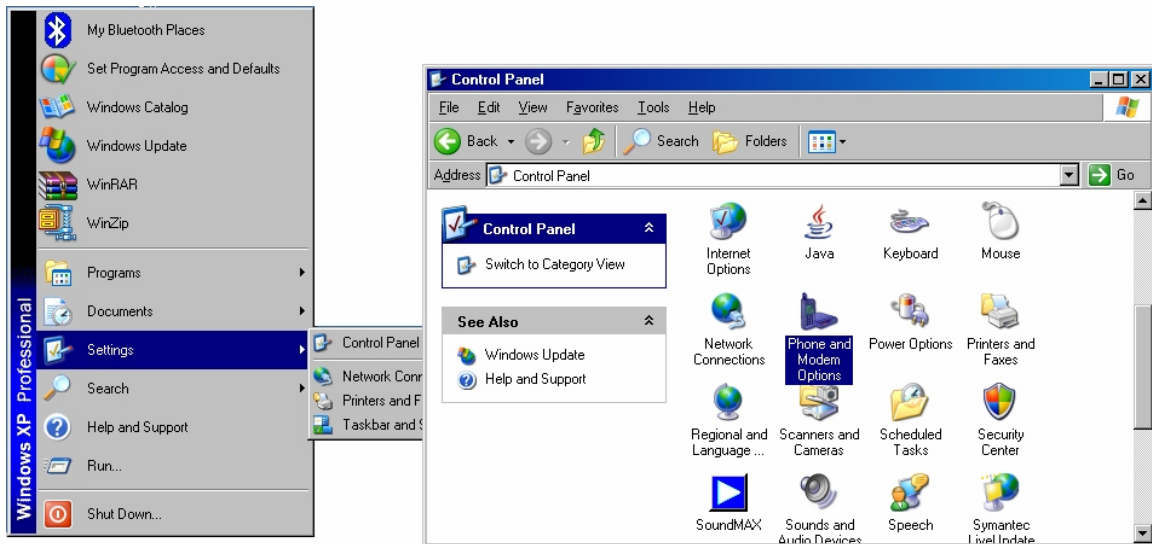 My Bluetooth Places
Set Program Access and Defaults
Windows Catalog
Windows Update
WinRAR
WinZip
Programs
Documents
Settings
Search
Help and Support
Run...
Shut Down...
Windows XP Professional
Control Panel
Network Conr
Printers and F
Taskbar and S
Control Panel
File Edit View Favorites Tools Help
Back Search Folders
Address Control Panel Go
Control Panel
Switch to Category View
See Also
Windows Update
Help and Support
Internet
Options
Java
Keyboard
Mouse
Network
Connections
Phone and
Modem
Options
Power Options
Printers and
Faxes
Regional and
Language ...
Scanners and
Cameras
Scheduled
Tasks
Security
Center
SoundMAX
Sounds and
Audio Devices
Speech
Symantec
LiveUpdate